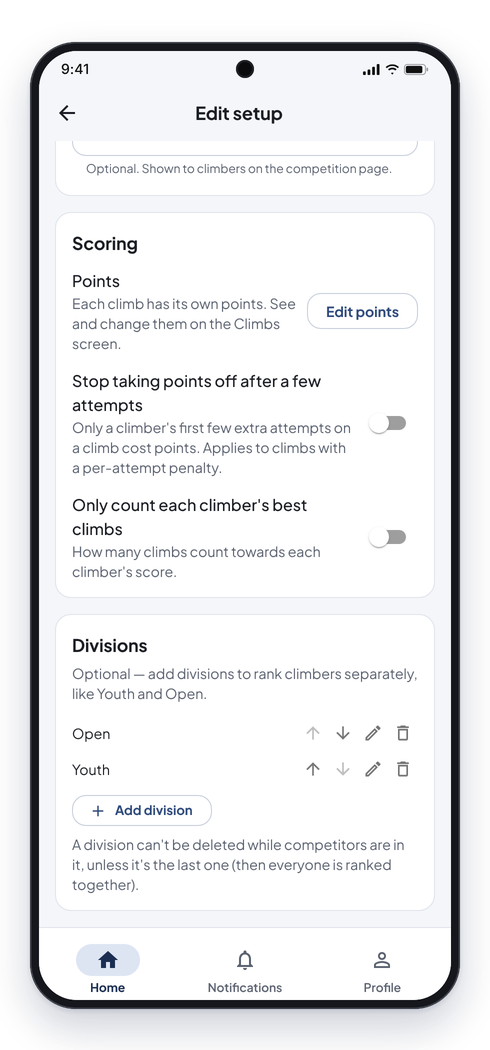 9:41
Edit setup
Optional. Shown to climbers on the competition page.
Scoring
Points
Each climb has its own points. See
and change them on the Climbs
screen.
Edit points
Stop taking points off after a few
attempts
Only a climber's first few extra attempts on
a climb cost points. Applies to climbs with
a per-attempt penalty.
Only count each climber's best
climbs
How many climbs count towards each
climber's score.
Divisions
Optional — add divisions to rank climbers separately,
like Youth and Open.
Open
Youth
Add division
A division can't be deleted while competitors are in
it, unless it's the last one (then everyone is ranked
together).
Home
Notifications
Profile